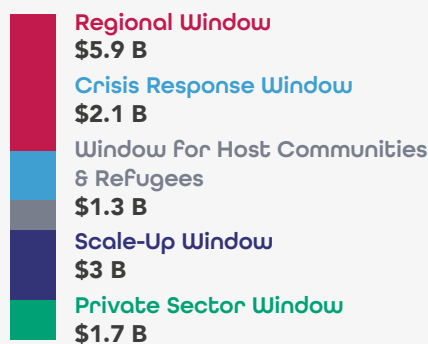 Regional Window
$5.9 B
Crisis Response Window
$2.1 B
Window for Host Communities
& Refugees
$1.3 B
Scale-Up Window
$3 B
Private Sector Window
$1.7 B